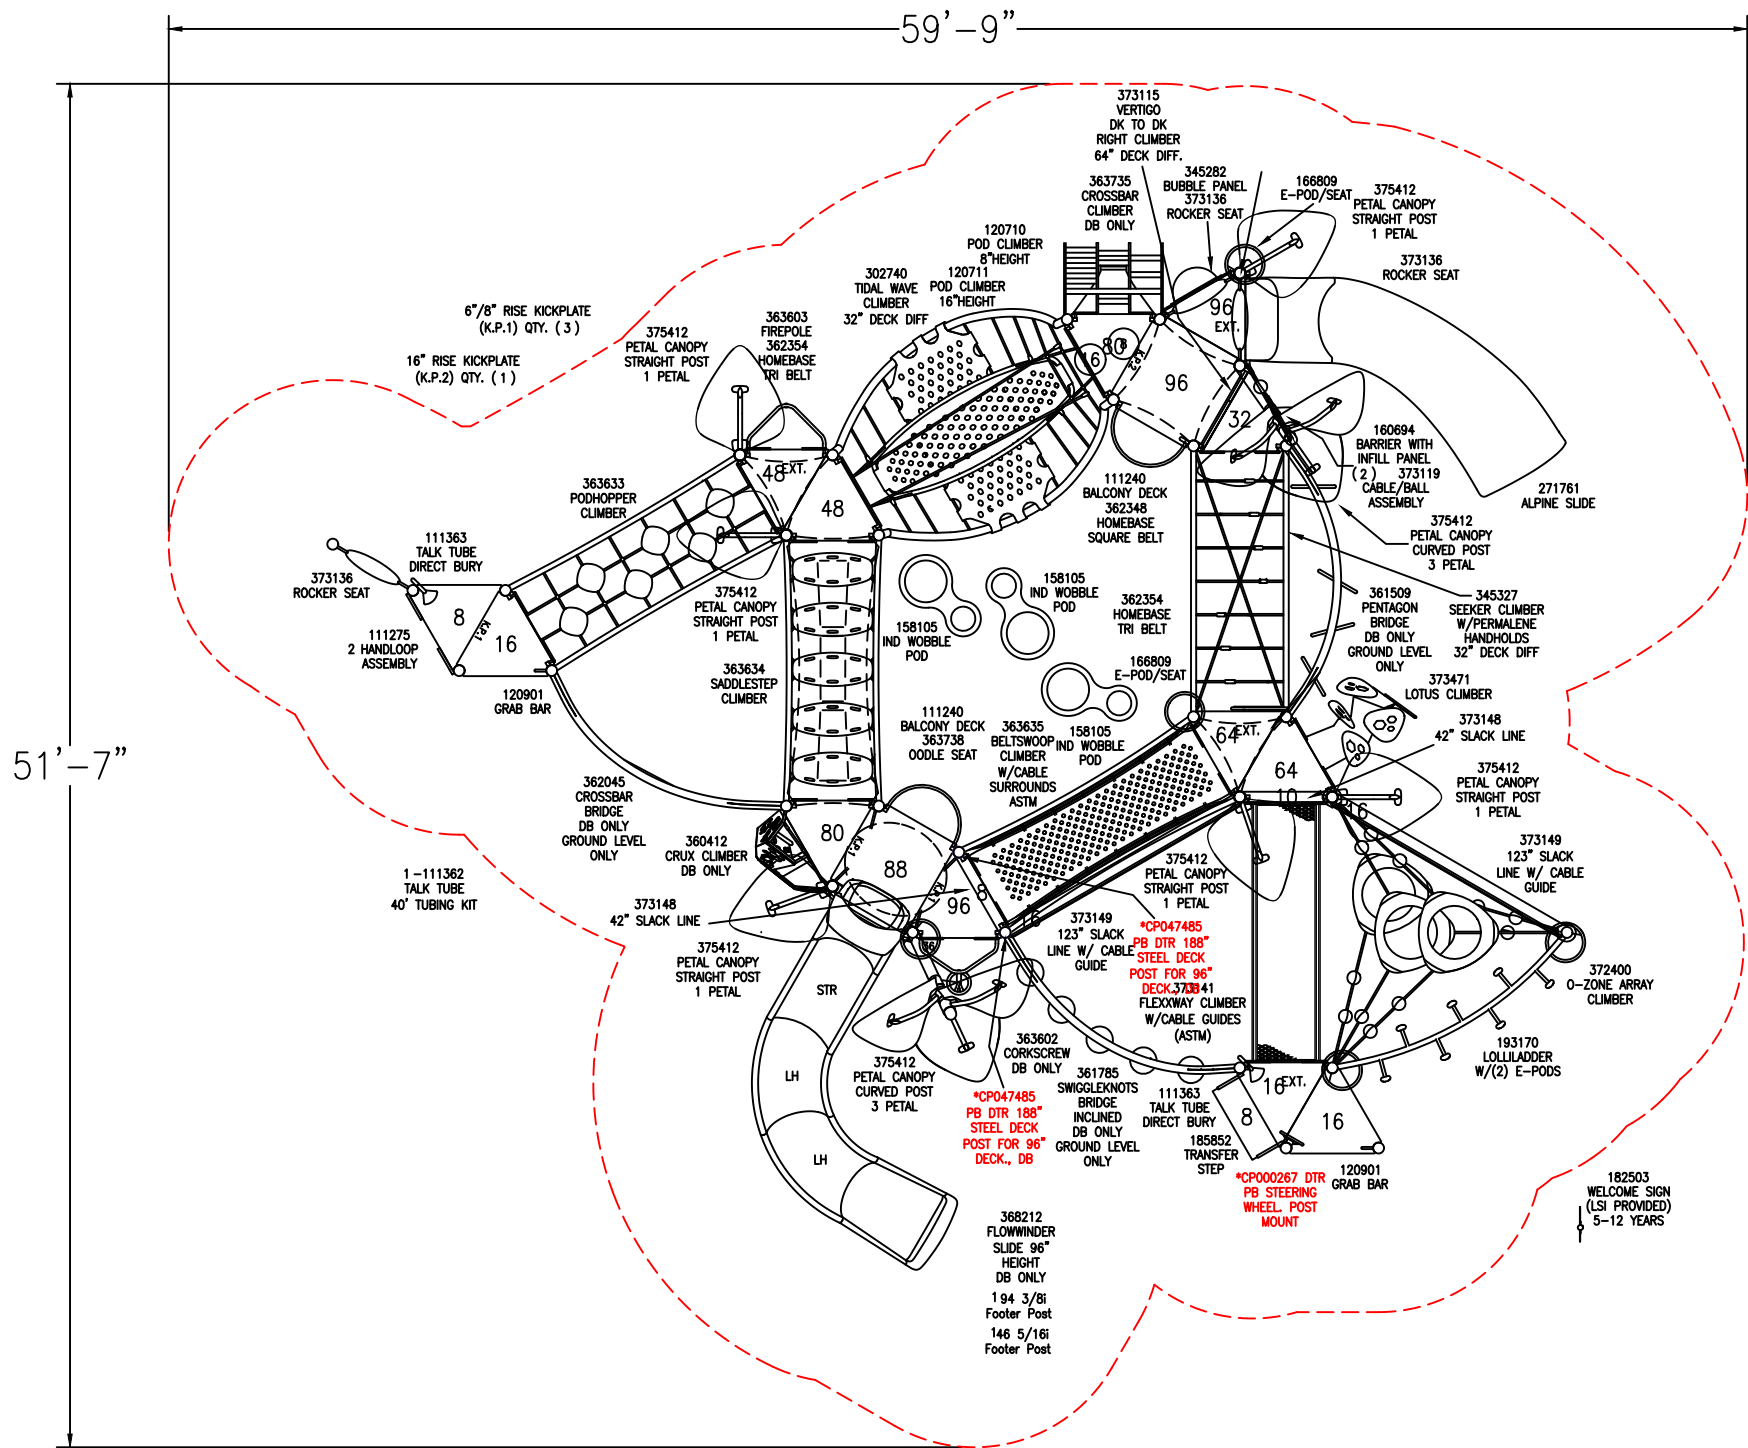 59'-9"
51'-7"
373115
VERTIGO
DK TO DK
RIGHT CLIMBER
64" DECK DIFF.
363735
CROSSBAR
CLIMBER
DB ONLY
345282
BUBBLE PANEL
373136
ROCKER SEAT
166809
E-POD/SEAT
375412
PETAL CANOPY
STRAIGHT POST
1 PETAL
373136
ROCKER SEAT
120710
POD CLIMBER
8"HEIGHT
120711
POD CLIMBER
16"HEIGHT
302740
TIDAL WAVE
CLIMBER
32" DECK DIFF
6"/8" RISE KICKPLATE
(K.P.1) QTY. ( 3 )
16" RISE KICKPLATE
(K.P.2) QTY. ( 1 )
375412
PETAL CANOPY
STRAIGHT POST
1 PETAL
363603
FIREPOLE
362354
HOMEBASE
TRI BELT
96
EXT.
80
8
16
K.P.2
96
32
48
EXT.
48
160694
BARRIER WITH
INFILL PANEL
( 2 )
373119
CABLE/BALL
ASSEMBLY
271761
ALPINE SLIDE
363633
PODHOPPER
CLIMBER
111240
BALCONY DECK
362348
HOMEBASE
SQUARE BELT
375412
PETAL CANOPY
CURVED POST
3 PETAL
111363
TALK TUBE
DIRECT BURY
373136
ROCKER SEAT
8
K.P.1
16
111275
2 HANDLOOP
ASSEMBLY
120901
GRAB BAR
375412
PETAL CANOPY
STRAIGHT POST
1 PETAL
363634
SADDLESTEP
CLIMBER
158105
IND WOBBLE
POD
158105
IND WOBBLE
POD
362354
HOMEBASE
TRI BELT
361509
PENTAGON
BRIDGE
DB ONLY
GROUND LEVEL
ONLY
345327
SEEKER CLIMBER
W/PERMALENE
HANDHOLDS
32" DECK DIFF
166809
E-POD/SEAT
373471
LOTUS CLIMBER
373148
42" SLACK LINE
111240
BALCONY DECK
363738
OODLE SEAT
363635
BELTSWOOP
CLIMBER
W/CABLE
SURROUNDS
ASTM
158105
IND WOBBLE
POD
64
EXT.
64
10
16
375412
PETAL CANOPY
STRAIGHT POST
1 PETAL
362045
CROSSBAR
BRIDGE
DB ONLY
GROUND LEVEL
ONLY
360412
CRUX CLIMBER
DB ONLY
80
K.P.1
88
K.P.1
96
8
16
1 -111362
TALK TUBE
40' TUBING KIT
373148
42" SLACK LINE
375412
PETAL CANOPY
STRAIGHT POST
1 PETAL
373149
123" SLACK
LINE W/ CABLE
GUIDE
375412
PETAL CANOPY
STRAIGHT POST
1 PETAL
373149
123" SLACK
LINE W/ CABLE
GUIDE
*CP047485
PB DTR 188"
STEEL DECK
POST FOR 96"
DECK., DB
373141
FLEXXWAY CLIMBER
W/CABLE GUIDES
(ASTM)
372400
O-ZONE ARRAY
CLIMBER
193170
LOLLILADDER
W/(2) E-PODS
STR
LH
LH
375412
PETAL CANOPY
CURVED POST
3 PETAL
363602
CORKSCREW
DB ONLY
*CP047485
PB DTR 188"
STEEL DECK
POST FOR 96"
DECK., DB
361785
SWIGGLEKNOTS
BRIDGE
INCLINED
DB ONLY
GROUND LEVEL
ONLY
111363
TALK TUBE
DIRECT BURY
185852
TRANSFER
STEP
16
EXT.
8
16
*CP000267 DTR
PB STEERING
WHEEL. POST
MOUNT
120901
GRAB BAR
182503
WELCOME SIGN
(LSI PROVIDED)
5-12 YEARS
368212
FLOWWINDER
SLIDE 96"
HEIGHT
DB ONLY
194 3/8i
Footer Post
146 5/16i
Footer Post